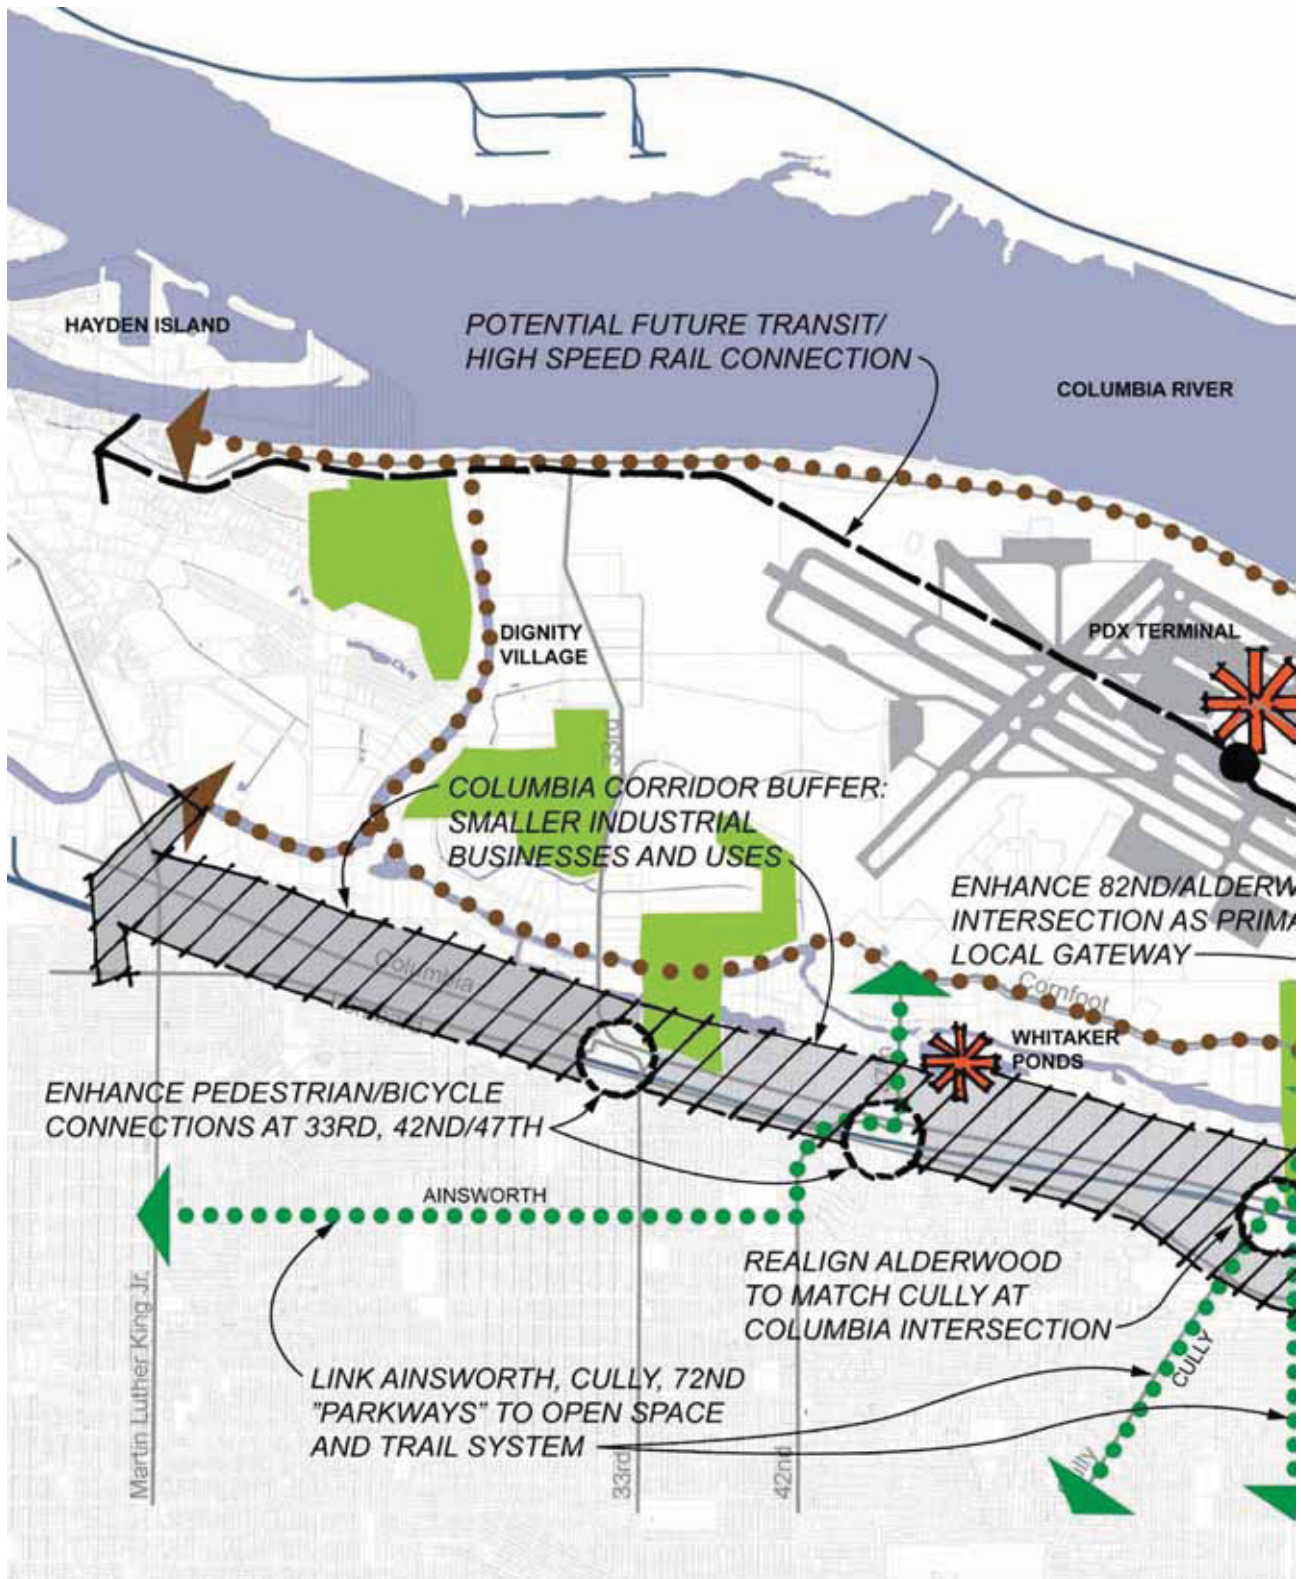 HAYDEN ISLAND
POTENTIAL FUTURE TRANSIT/
HIGH SPEED RAIL CONNECTION
COLUMBIA RIVER
DIGNITY
VILLAGE
PDX TERMINAL
33rd
COLUMBIA CORRIDOR BUFFER:
SMALLER INDUSTRIAL
BUSINESSES AND USES
ENHANCE 82ND/ALDERW
INTERSECTION AS PRIMA
LOCAL GATEWAY
Columbia
Cornfoot
WHITAKER
PONDS
ENHANCE PEDESTRIAN/BICYCLE
CONNECTIONS AT 33RD, 42ND/47TH
AINSWORTH
REALIGN ALDERWOOD
TO MATCH CULLY AT
COLUMBIA INTERSECTION
CULLY
LINK AINSWORTH, CULLY, 72ND
"PARKWAYS" TO OPEN SPACE
AND TRAIL SYSTEM
Martin Luther King Jr.
33rd
42nd